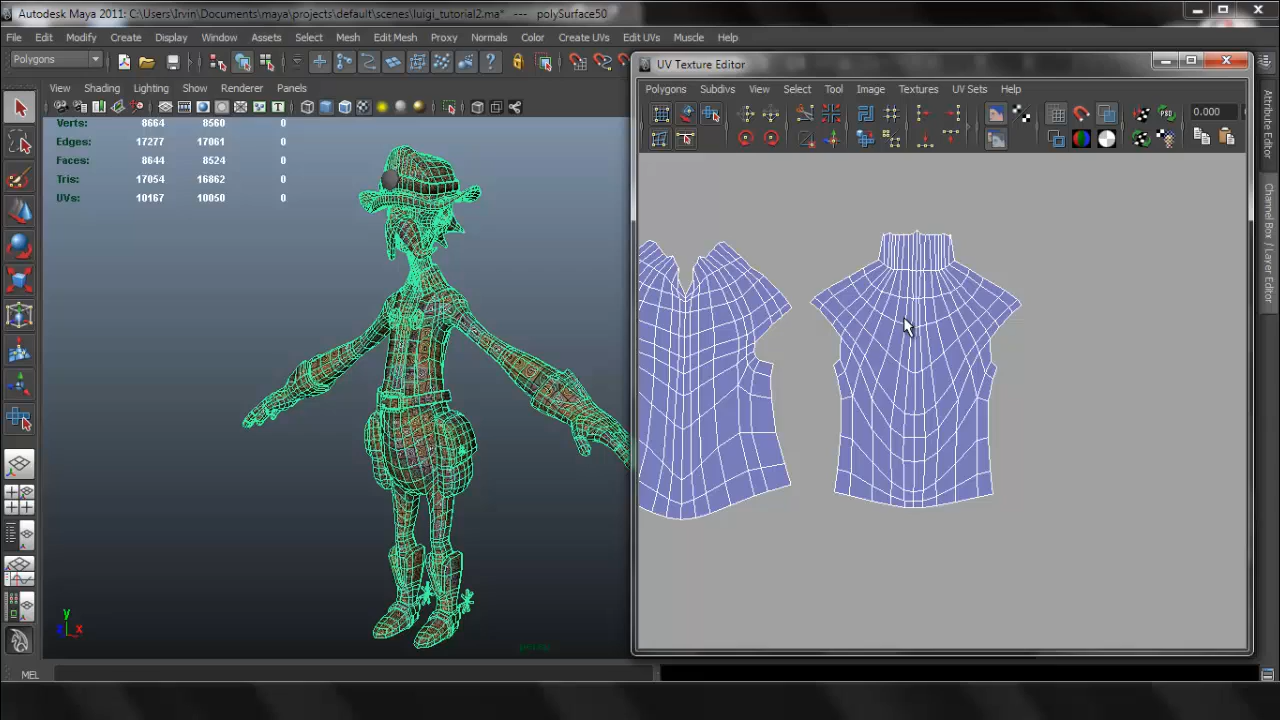 Autodesk Maya 2011: C:\Users\Irvin\Documents\maya\projects\default\scenes\luigi_tutorial2.ma* --- polySurface50
File Edit Modify Create Display Window Assets Select Mesh Edit Mesh Proxy Normals Color Create UVs Edit UVs Muscle Help
Polygons
View Shading Lighting Show Renderer Panels
Verts: 8664 8560 0
Edges: 17277 17061 0
Faces: 8644 8524 0
Tris: 17054 16862 0
UVs: 10167 10050 0
y
x
MEL
UV Texture Editor
Polygons Subdivs View Select Tool Image Textures UV Sets Help
0.000
Attribute Editor
Channel Box / Layer Editor